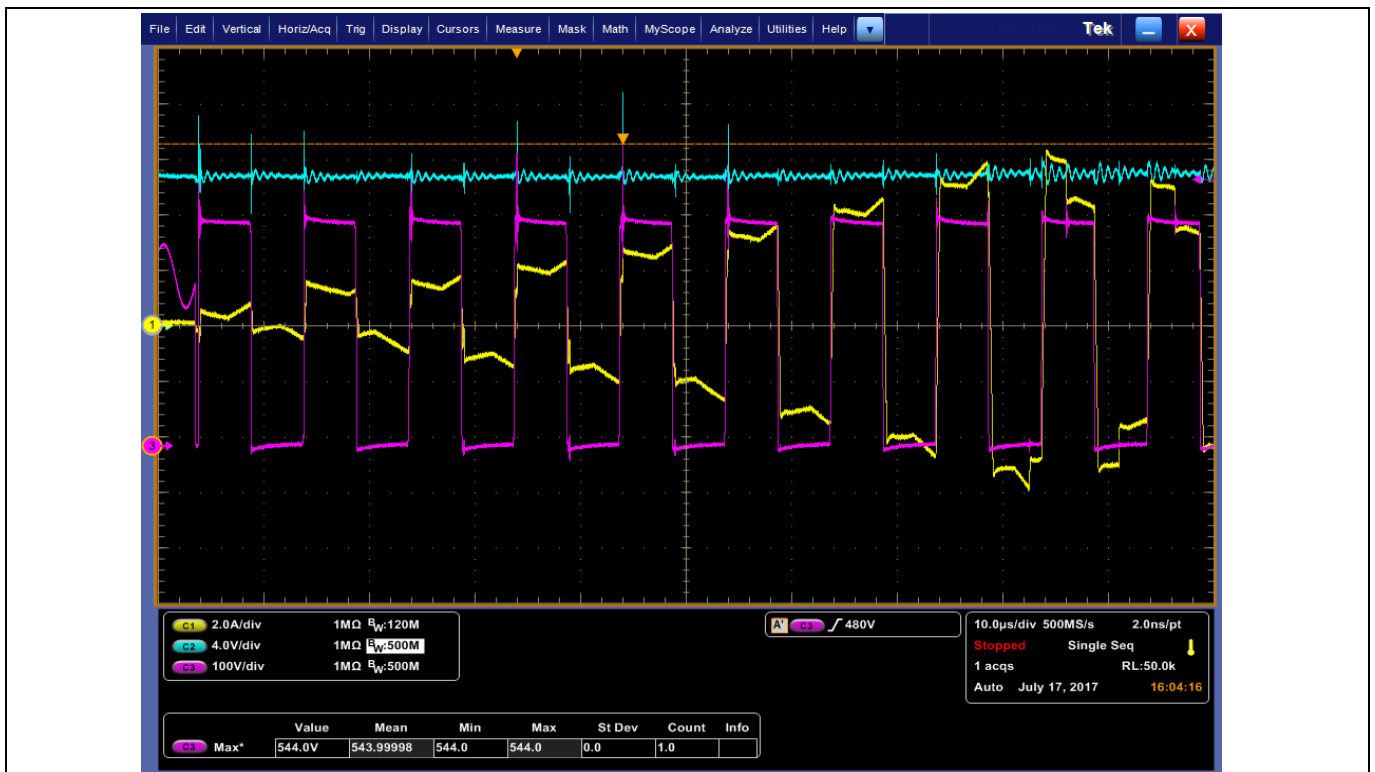 File Edit Vertical Horiz/Acq Trig Display Cursors Measure Mask Math MyScope Analyze Utilities Help Tek X
1
3
C1 2.0A/div 1MΩ BW:120M
C2 4.0V/div 1MΩ BW:500M
C3 100V/div 1MΩ BW:500M
A' C3 480V
10.0µs/div 500MS/s 2.0ns/pt
Stopped Single Seq
1 acqs RL:50.0k
Auto July 17, 2017 16:04:16
Value Mean Min Max St Dev Count Info
C3 Max* 544.0V 543.99998 544.0 544.0 0.0 1.0